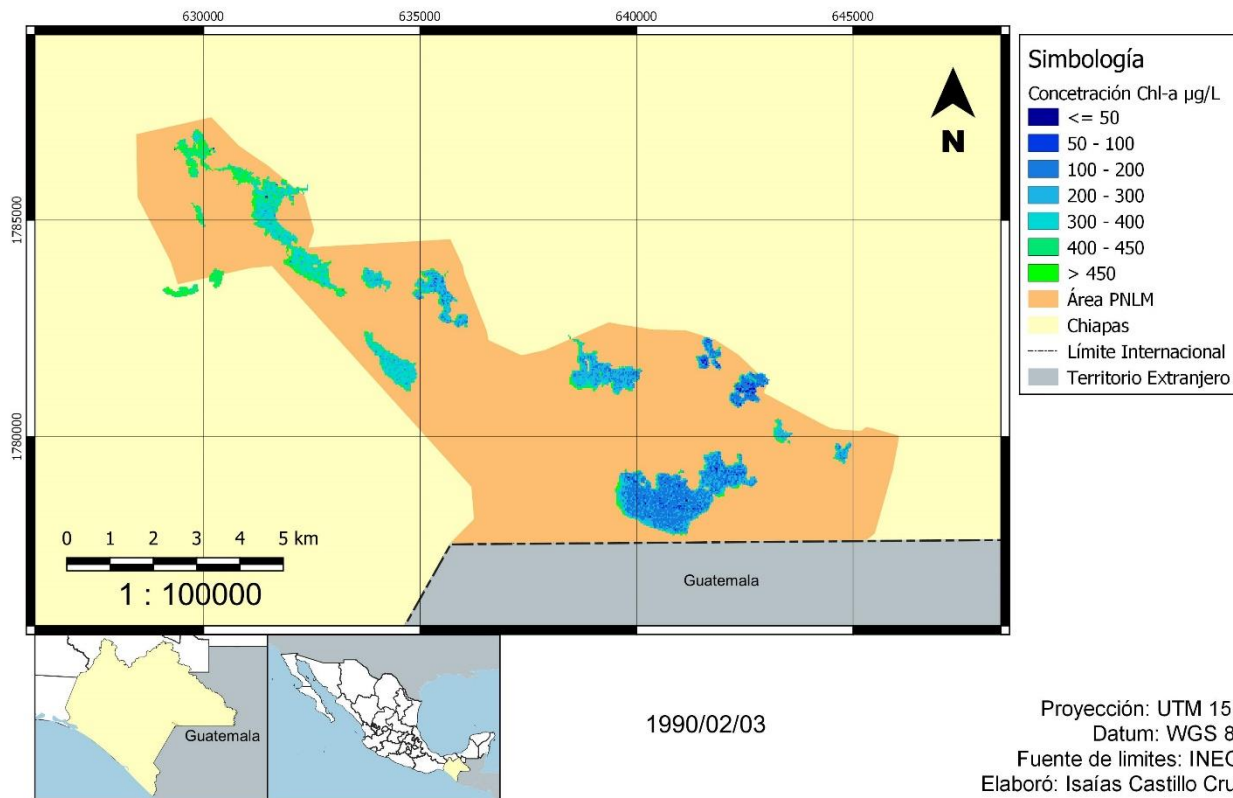 630000 635000 640000 645000
1785000
1780000
N
0 1 2 3 4 5 km
1 : 100000
Guatemala
Simbología
Concetración Chl-a µg/L
<= 50
50 - 100
100 - 200
200 - 300
300 - 400
400 - 450
> 450
Área PNLM
Chiapas
Límite Internacional
Territorio Extranjero
Guatemala
1990/02/03
Proyección: UTM 15
Datum: WGS 8
Fuente de limites: INEG
Elaboró: Isaías Castillo Cru